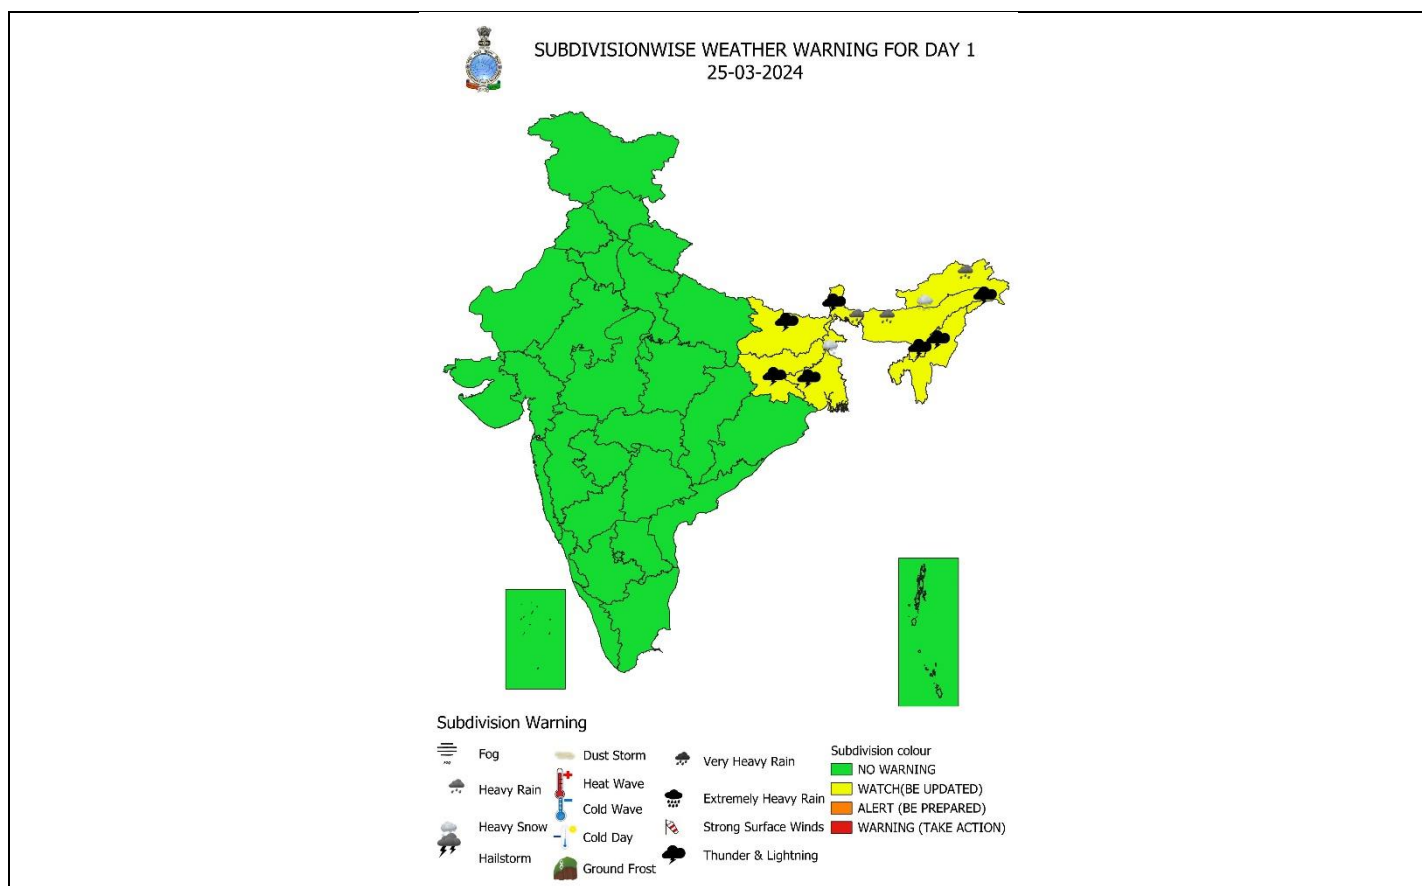 SUBDIVISIONWISE WEATHER WARNING FOR DAY 1
25-03-2024
Subdivision Warning
Fog
Heavy Rain
Heavy Snow
Hailstorm
Dust Storm
Heat Wave
Cold Wave
Cold Day
Ground Frost
Very Heavy Rain
Extremely Heavy Rain
Strong Surface Winds
Thunder & Lightning
Subdivision colour
NO WARNING
WATCH(BE UPDATED)
ALERT (BE PREPARED)
WARNING (TAKE ACTION)